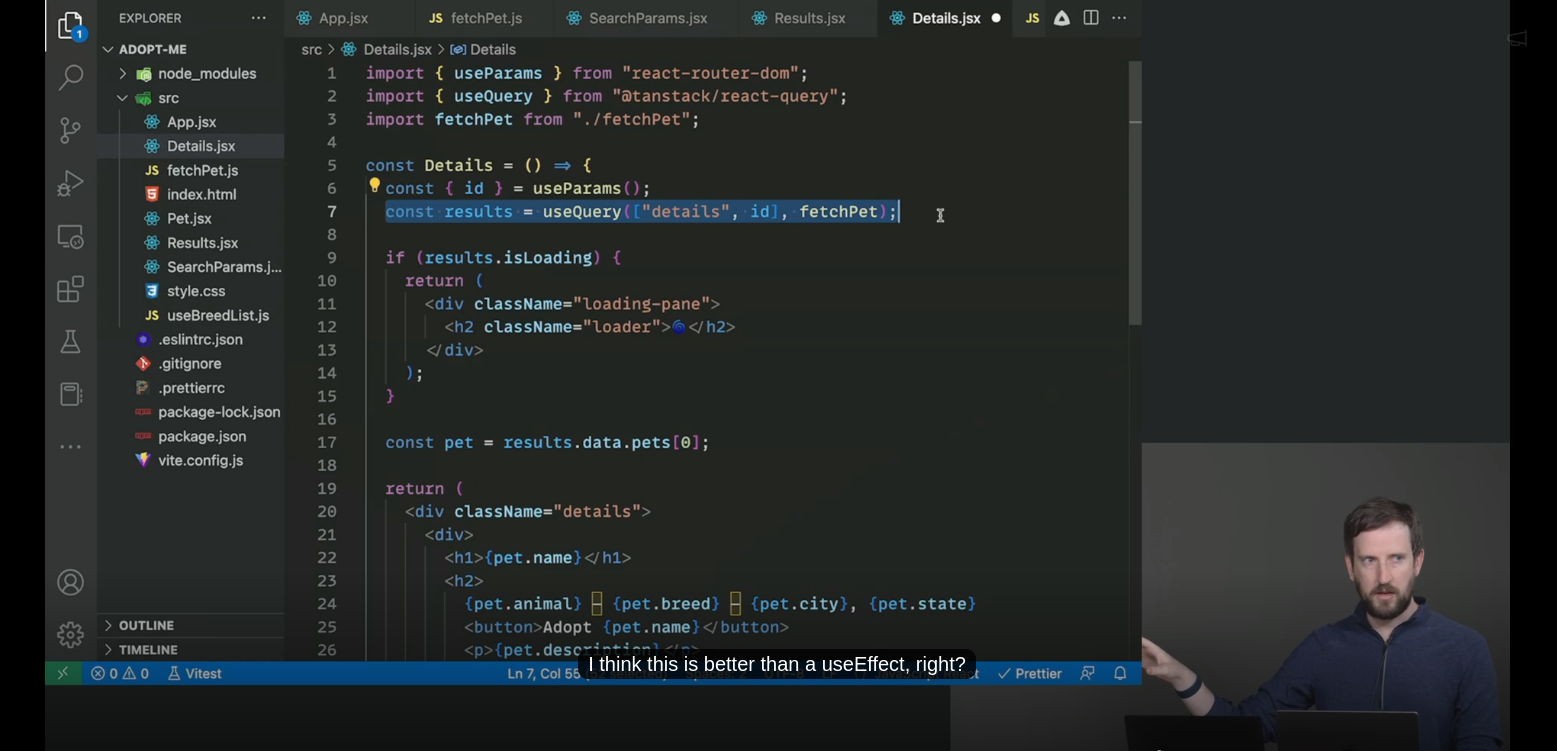 EXPLORER
1
ADOPT-ME
node_modules
src
App.jsx
Details.jsx
JS fetchPet.js
index.html
Pet.jsx
Results.jsx
SearchParams.j...
style.css
JS useBreedList.js
.eslintrc.json
.gitignore
.prettierrc
package-lock.json
package.json
vite.config.js
OUTLINE
TIMELINE
App.jsx JS fetchPet.js SearchParams.jsx Results.jsx Details.jsx JS
src > Details.jsx > Details
1 import { useParams } from "react-router-dom";
2 import { useQuery } from "@tanstack/react-query";
3 import fetchPet from "./fetchPet";
4
5 const Details = () => {
6 const { id } = useParams();
7 const results = useQuery(["details", id], fetchPet);
8
9 if (results.isLoading) {
10 return (
11 <div className="loading-pane">
12 <h2 className="loader">🌀</h2>
13 </div>
14 );
15 }
16
17 const pet = results.data.pets[0];
18
19 return (
20 <div className="details">
21 <div>
22 <h1>{pet.name}</h1>
23 <h2>
24 {pet.animal} – {pet.breed} – {pet.city}, {pet.state}
25 <button>Adopt {pet.name}</button>
26 <p>{pet.description}</p>
I think this is better than a useEffect, right?
0 0 Vitest Ln 7, Col 55 Prettier